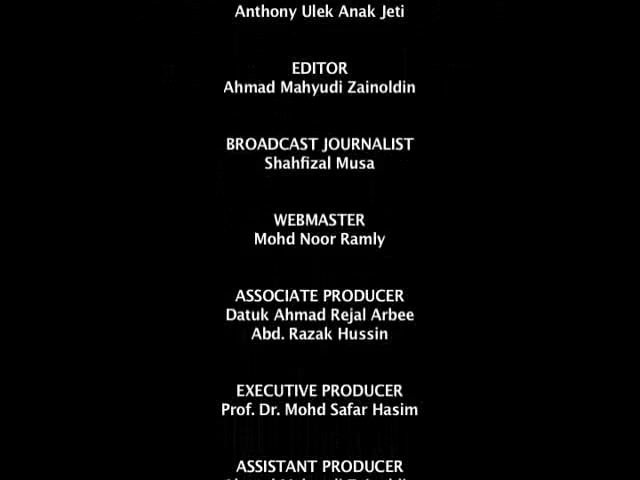 Anthony Ulek Anak Jeti
EDITOR
Ahmad Mahyudi Zainoldin
BROADCAST JOURNALIST
Shahfizal Musa
WEBMASTER
Mohd Noor Ramly
ASSOCIATE PRODUCER
Datuk Ahmad Rejal Arbee
Abd. Razak Hussin
EXECUTIVE PRODUCER
Prof. Dr. Mohd Safar Hasim
ASSISTANT PRODUCER